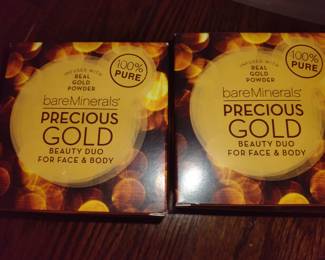 INFUSED WITH
REAL
GOLD
POWDER
100%
PURE
bareMinerals®
PRECIOUS
GOLD
BEAUTY DUO
FOR FACE & BODY
INFUSED WITH
REAL
GOLD
POWDER
100%
PURE
bareMinerals®
PRECIOUS
GOLD
BEAUTY DUO
FOR FACE & BODY